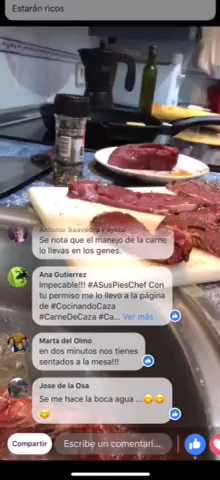 Estarán ricos
Antonio Saavedra
Se nota que el manejo de la carne
lo llevas en los genes.
Ana Gutierrez
Impecable!!! #ASusPiesChef Con
tu permiso me lo llevo a la página
de #CocinandoCaza
#CarneDeCaza #Ca... Ver más
Marta del Olmo
en dos minutos nos tienes
sentados a la mesa!!!
Jose de la Osa
Se me hace la boca agua ...😋😋
😋
Compartir
Escribe un comentari...